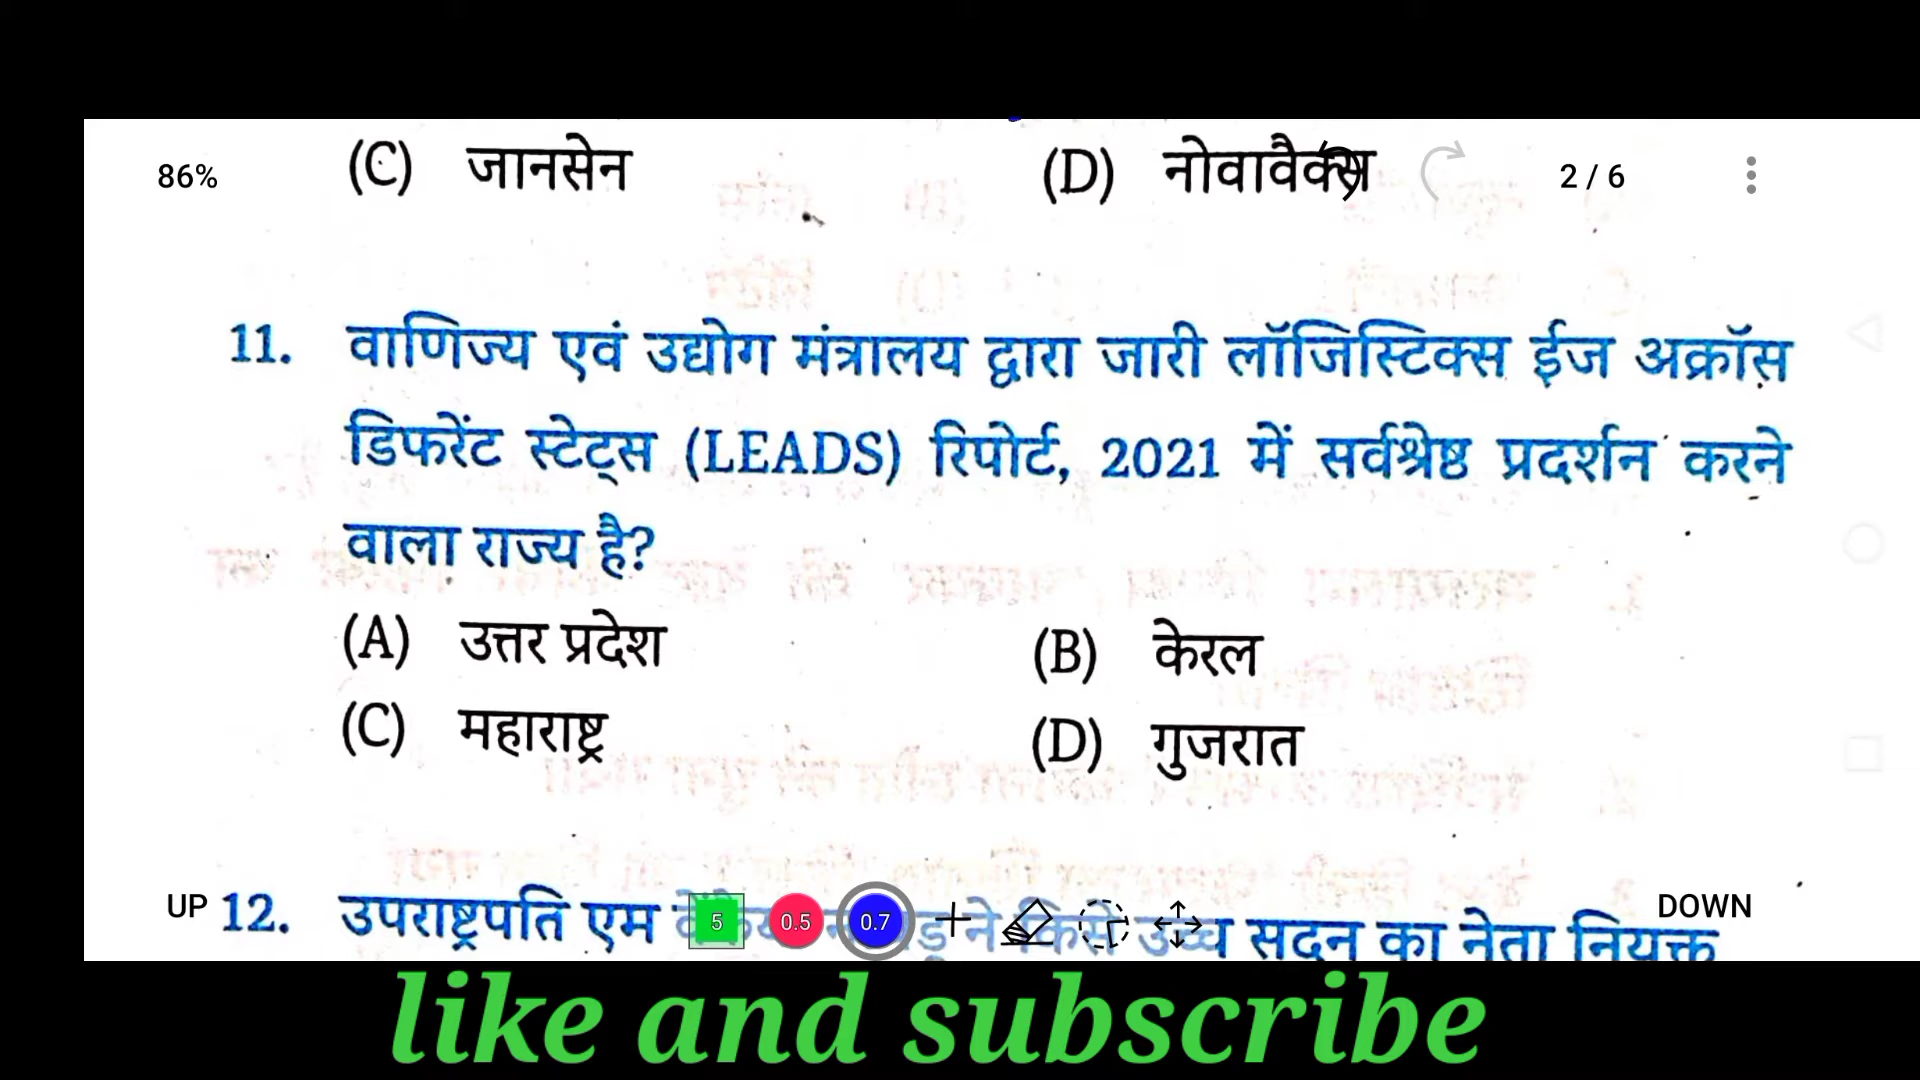 (C) जानसेन (D) नोवावैक्स
86% 2 / 6
11. वाणिज्य एवं उद्योग मंत्रालय द्वारा जारी लॉजिस्टिक्स ईज अक्रॉस
डिफरेंट स्टेट्स (LEADS) रिपोर्ट, 2021 में सर्वश्रेष्ठ प्रदर्शन करने
वाला राज्य है?
(A) उत्तर प्रदेश (B) केरल
(C) महाराष्ट्र (D) गुजरात
UP DOWN
12. उपराष्ट्रपति एम ने किसे उच्च सदन का नेता नियुक्त
5 0.5 0.7
like and subscribe